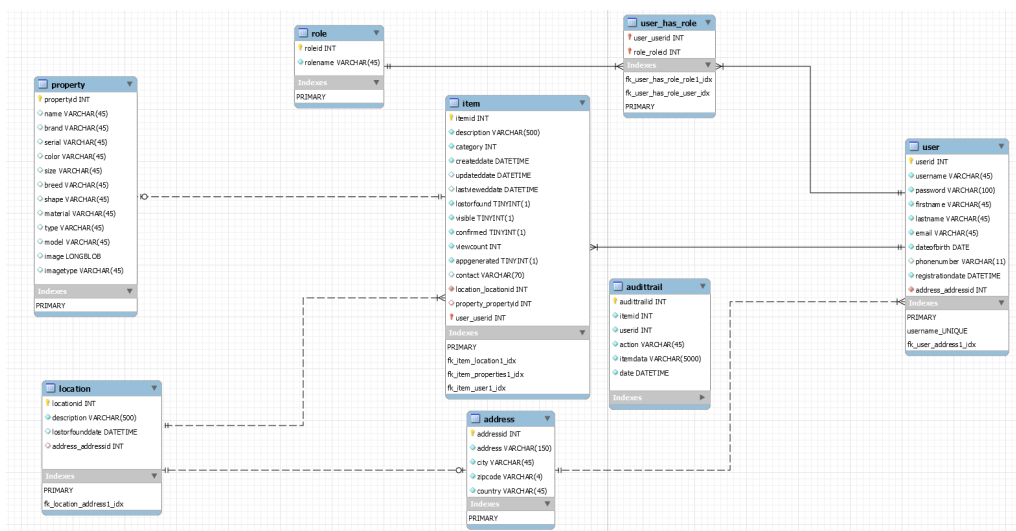 role
roleid INT
rolename VARCHAR(45)
Indexes
PRIMARY
user_has_role
user_userid INT
role_roleid INT
Indexes
fk_user_has_role_role1_idx
fk_user_has_role_user_idx
PRIMARY
property
propertyid INT
name VARCHAR(45)
brand VARCHAR(45)
serial VARCHAR(45)
color VARCHAR(45)
size VARCHAR(45)
breed VARCHAR(45)
shape VARCHAR(45)
material VARCHAR(45)
type VARCHAR(45)
model VARCHAR(45)
image LONGBLOB
imagetype VARCHAR(45)
Indexes
PRIMARY
item
itemid INT
description VARCHAR(500)
category INT
createddate DATETIME
updateddate DATETIME
lastvieweddate DATETIME
lostorfound TINYINT(1)
visible TINYINT(1)
confirmed TINYINT(1)
viewcount INT
appgenerated TINYINT(1)
contact VARCHAR(70)
location_locationid INT
property_propertyid INT
user_userid INT
Indexes
PRIMARY
fk_item_location1_idx
fk_item_properties1_idx
fk_item_user1_idx
user
userid INT
username VARCHAR(45)
password VARCHAR(100)
firstname VARCHAR(45)
lastname VARCHAR(45)
email VARCHAR(45)
dateofbirth DATE
phonenumber VARCHAR(11)
registrationdate DATETIME
address_addressid INT
Indexes
PRIMARY
username_UNIQUE
fk_user_address1_idx
audittrail
audittrailid INT
itemid INT
userid INT
action VARCHAR(45)
itemdata VARCHAR(5000)
date DATETIME
Indexes
location
locationid INT
description VARCHAR(500)
lostorfounddate DATETIME
address_addressid INT
Indexes
PRIMARY
fk_location_address1_idx
address
addressid INT
address VARCHAR(150)
city VARCHAR(45)
zipcode VARCHAR(4)
country VARCHAR(45)
Indexes
PRIMARY